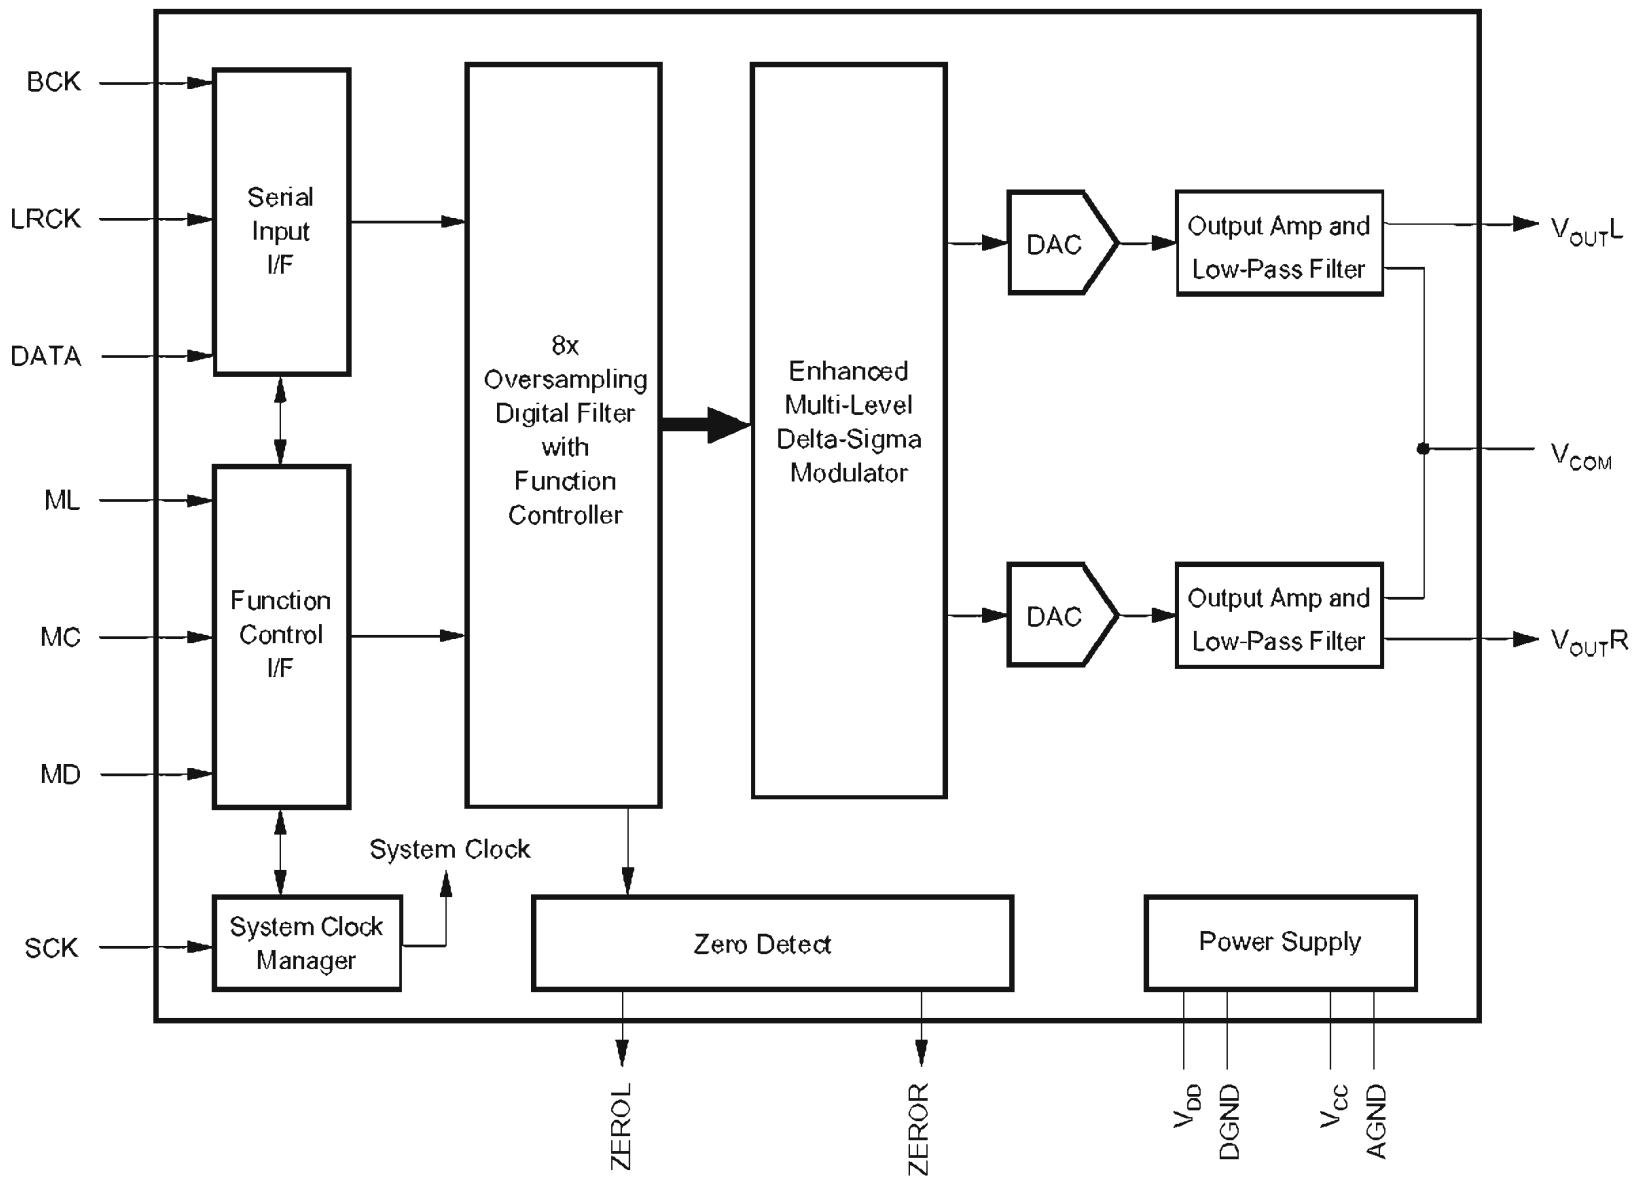 BCK
LRCK
DATA
ML
MC
MD
SCK
Serial
Input
I/F
Function
Control
I/F
System Clock
System Clock
Manager
8x
Oversampling
Digital Filter
with
Function
Controller
Enhanced
Multi-Level
Delta-Sigma
Modulator
DAC
Output Amp and
Low-Pass Filter
DAC
Output Amp and
Low-Pass Filter
VOUTL
VCOM
VOUTR
Zero Detect
Power Supply
ZEROL
ZEROR
VDD
DGND
VCC
AGND